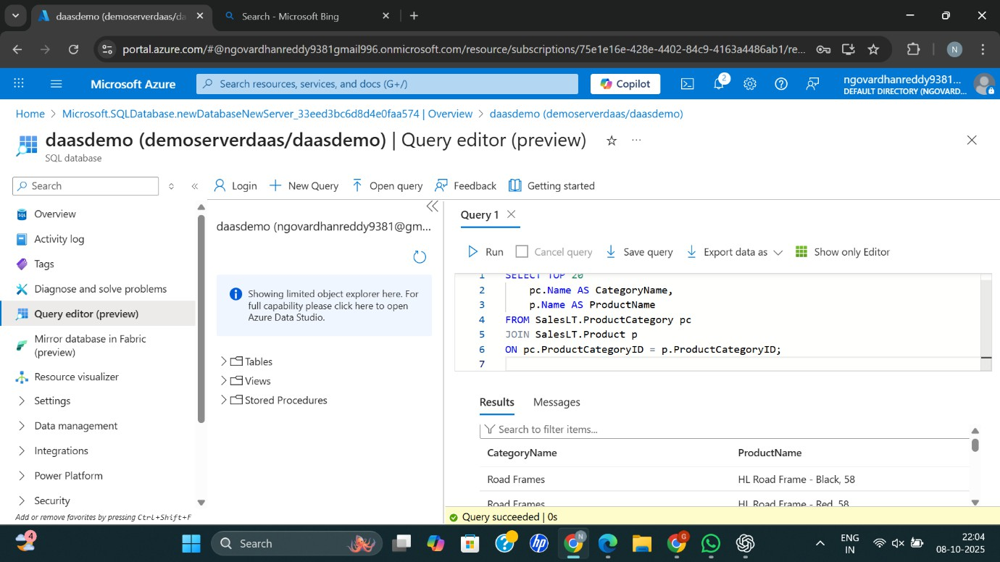 daasdemo (demoserverdaas/da
Search - Microsoft Bing
portal.azure.com/#@ngovardhanreddy9381gmail996.onmicrosoft.com/resource/subscriptions/75e1e16e-428e-4402-84c9-4163a4486ab1/re...
N
Microsoft Azure
Search resources, services, and docs (G+/)
Copilot
2
ngovardhanreddy9381...
DEFAULT DIRECTORY (NGOVARD...
Home > Microsoft.SQLDatabase.newDatabaseNewServer_33eed3bc6d8d4e0faa574 | Overview > daasdemo (demoserverdaas/daasdemo)
daasdemo (demoserverdaas/daasdemo) | Query editor (preview)
SQL database
Search
Login
New Query
Open query
Feedback
Getting started
Overview
Activity log
Tags
Diagnose and solve problems
Query editor (preview)
Mirror database in Fabric
(preview)
Resource visualizer
Settings
Data management
Integrations
Power Platform
Security
Add or remove favorites by pressing Ctrl+Shift+F
daasdemo (ngovardhanreddy9381@gm...
Showing limited object explorer here. For
full capability please click here to open
Azure Data Studio.
Tables
Views
Stored Procedures
Query 1
Run
Cancel query
Save query
Export data as
Show only Editor
1 SELECT TOP 20
2 pc.Name AS CategoryName,
3 p.Name AS ProductName
4 FROM SalesLT.ProductCategory pc
5 JOIN SalesLT.Product p
6 ON pc.ProductCategoryID = p.ProductCategoryID;
7
Results Messages
Search to filter items...
CategoryName ProductName
Road Frames HL Road Frame - Black, 58
Road Frames HL Road Frame - Red, 58
Query succeeded | 0s
4
Search
hp
N
G
ENG
IN
22:04
08-10-2025